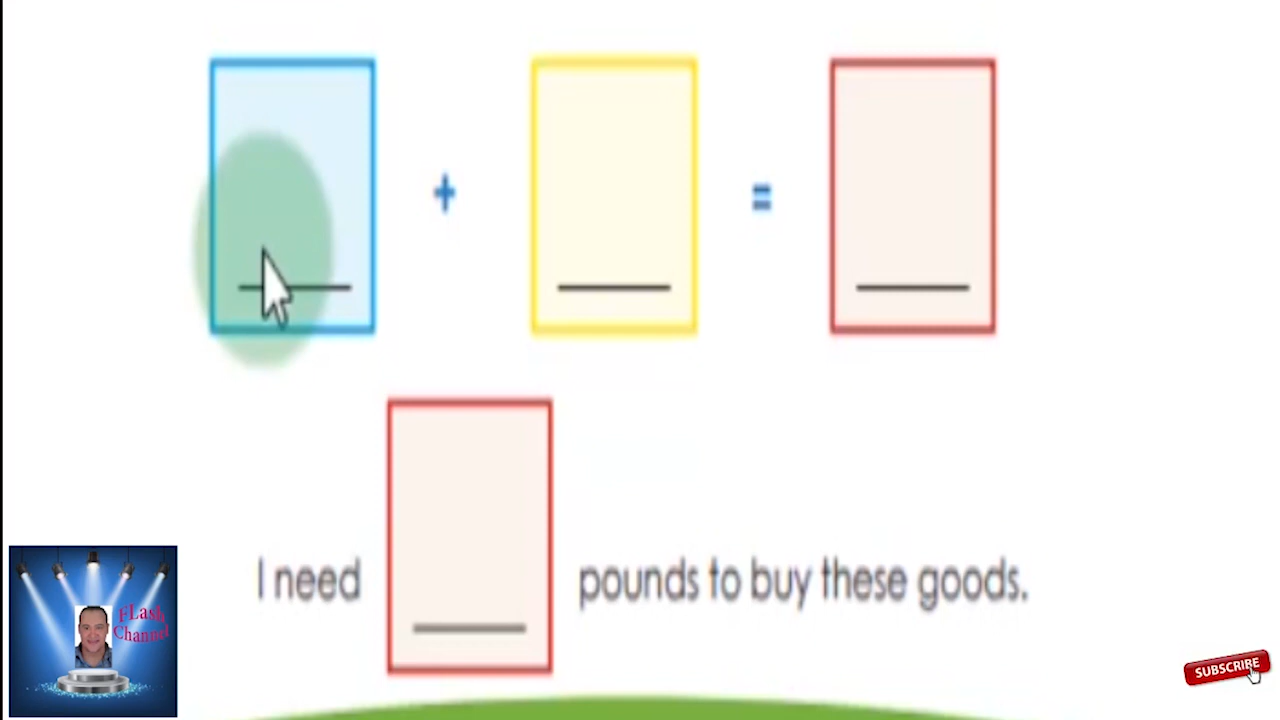 + =
I need pounds to buy these goods.
FLash
Channel
SUBSCRIBE